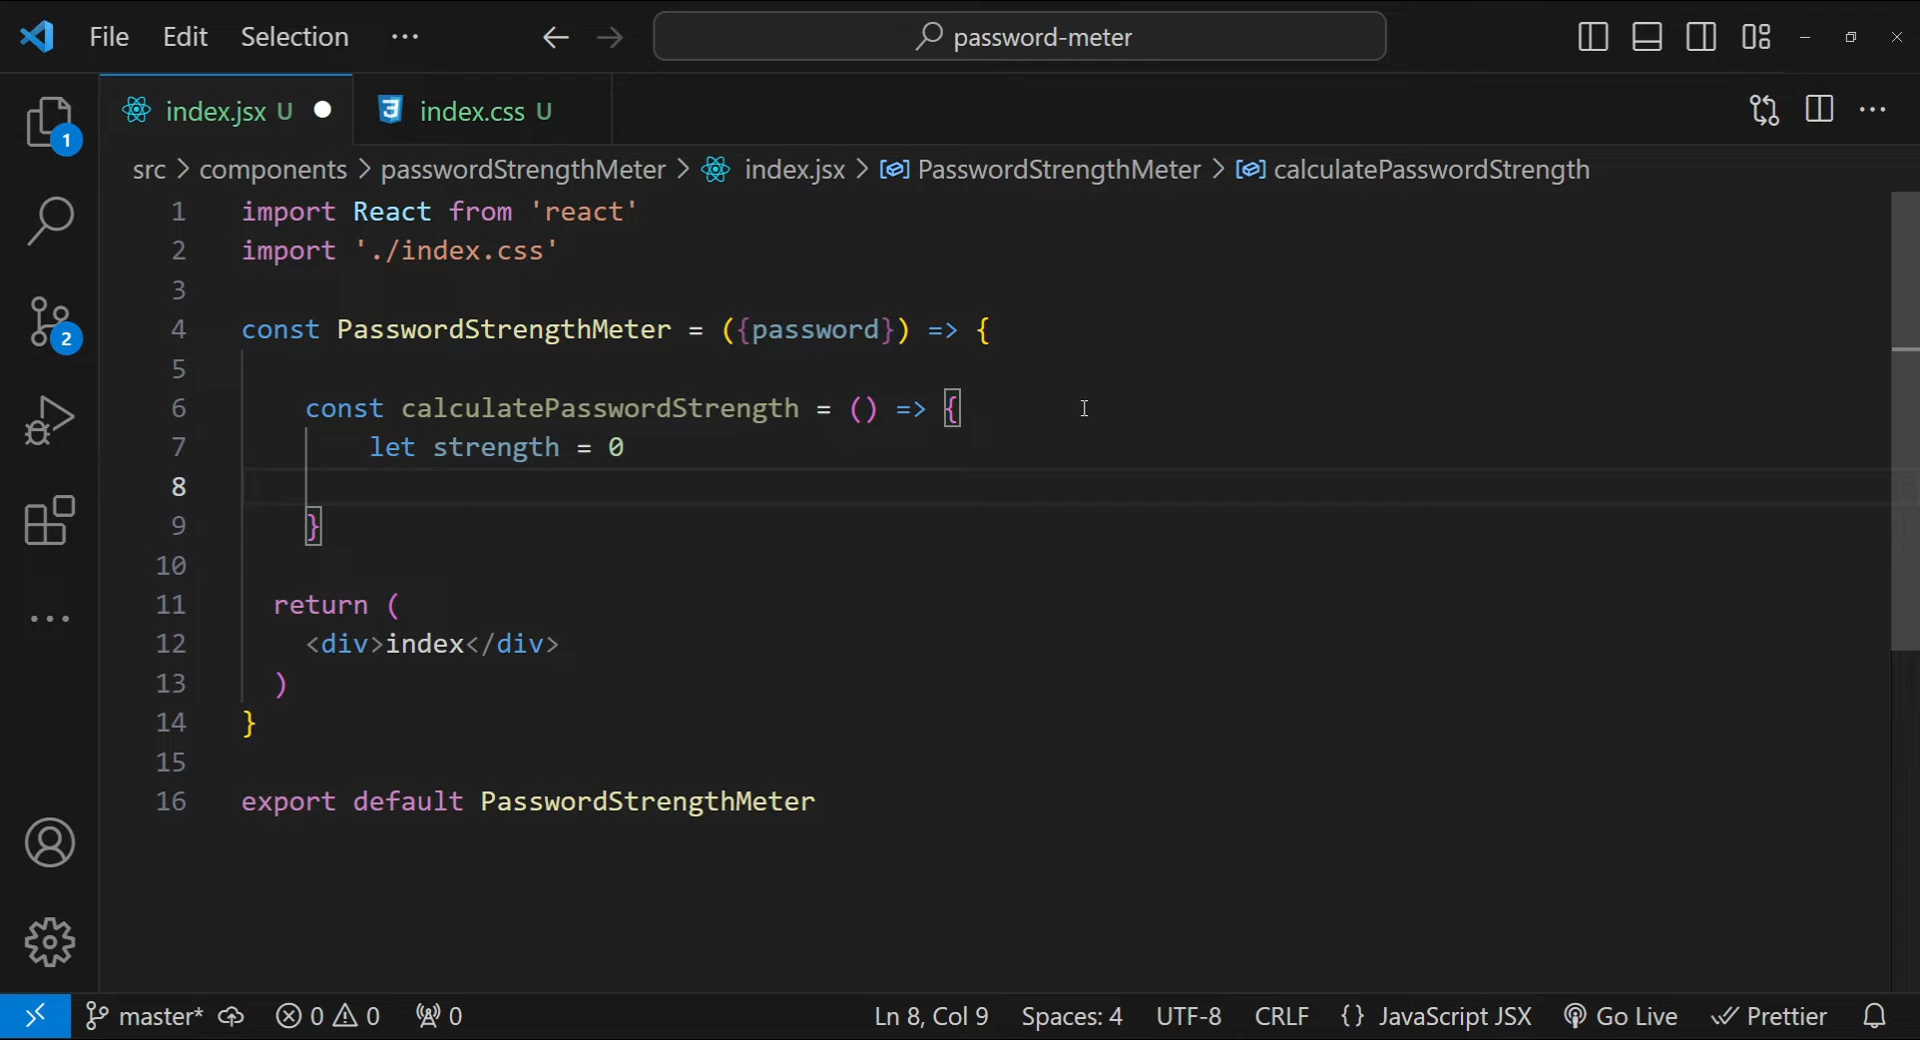 File Edit Selection ··· password-meter
index.jsx U index.css U
src > components > passwordStrengthMeter > index.jsx > PasswordStrengthMeter > calculatePasswordStrength
1 import React from 'react'
2 import './index.css'
3
4 const PasswordStrengthMeter = ({password}) => {
5
6 const calculatePasswordStrength = () => {
7 let strength = 0
8
9 }
10
11 return (
12 <div>index</div>
13 )
14 }
15
16 export default PasswordStrengthMeter
1
2
master* 0 0 0 Ln 8, Col 9 Spaces: 4 UTF-8 CRLF {} JavaScript JSX Go Live Prettier